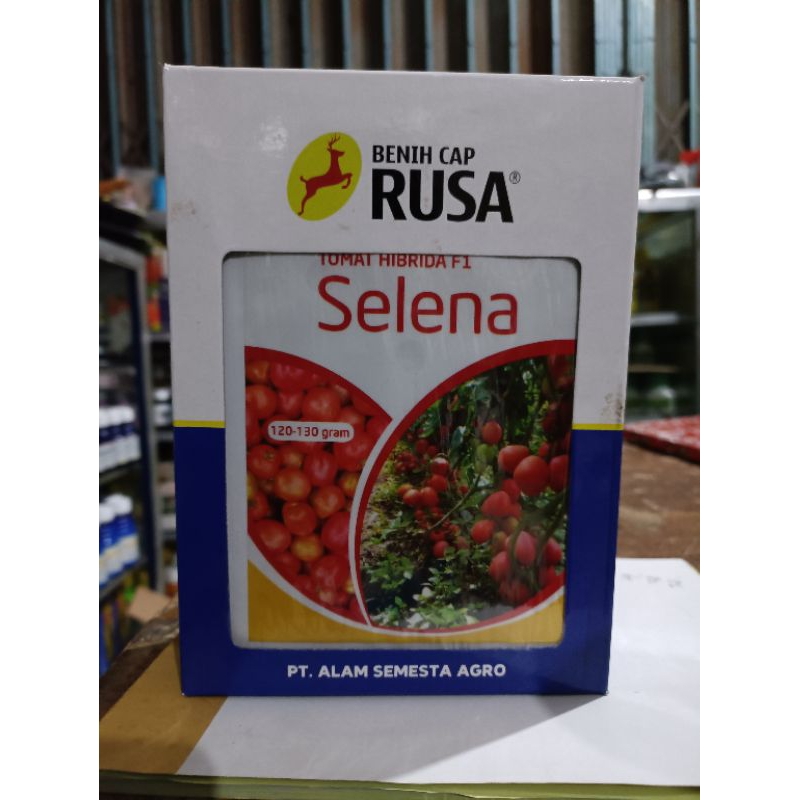 BENIH CAP
RUSA®
TOMAT HIBRIDA F1
Selena
120-130 gram
PT. ALAM SEMESTA AGRO